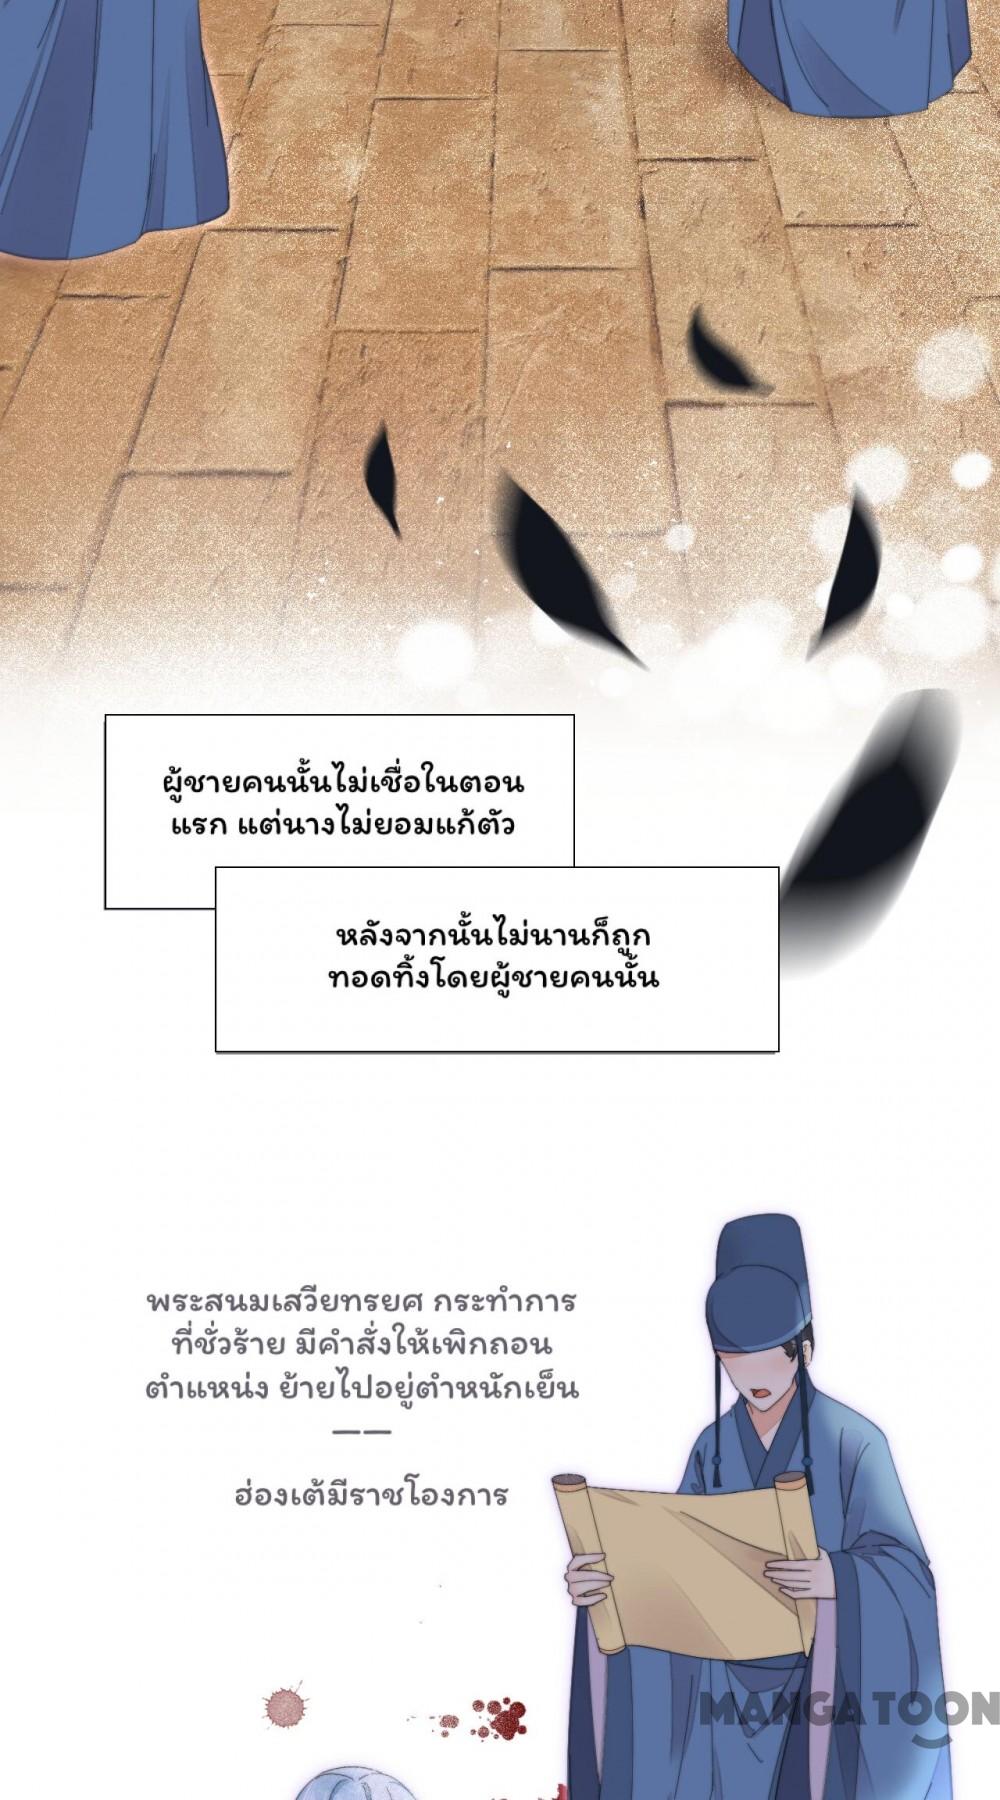 ผู้ชายคนนั้นไม่เชื่อในตอน
แรก แต่นางไม่ยอมแก้ตัว
หลังจากนั้นไม่นานก็ถูก
ทอดทิ้งโดยผู้ชายคนนั้น
พระสนมเสวียทรยศ กระทำการ
ที่ชั่วร้าย มีคำสั่งให้เพิกถอน
ตำแหน่ง ย้ายไปอยู่ตำหนักเย็น
——
ฮ่องเต้มีราชโองการ
MANGATOON